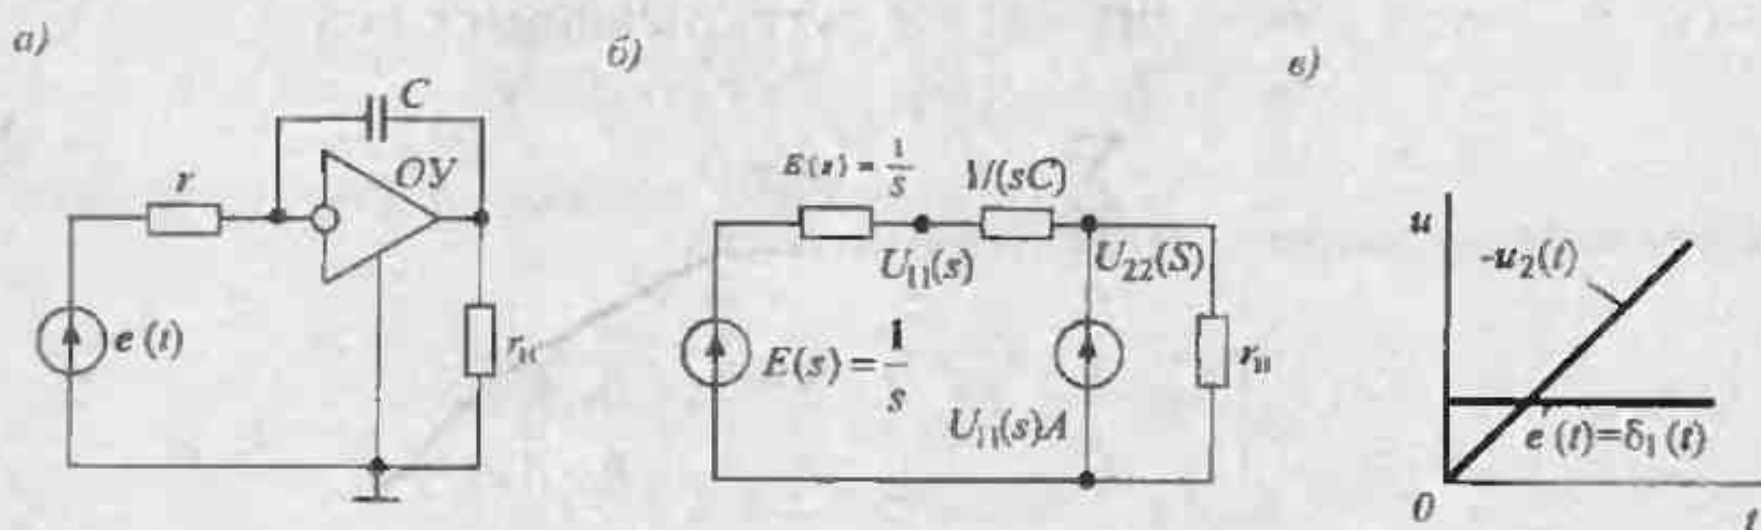 а)
C
r
ОУ
e (t)
rн
б)
E(s) = 1/s
1/(sC)
U11(s)
U22(S)
E(s) = 1/s
U11(s)A
rн
в)
u
-u2(t)
e (t)=δ1(t)
0
t